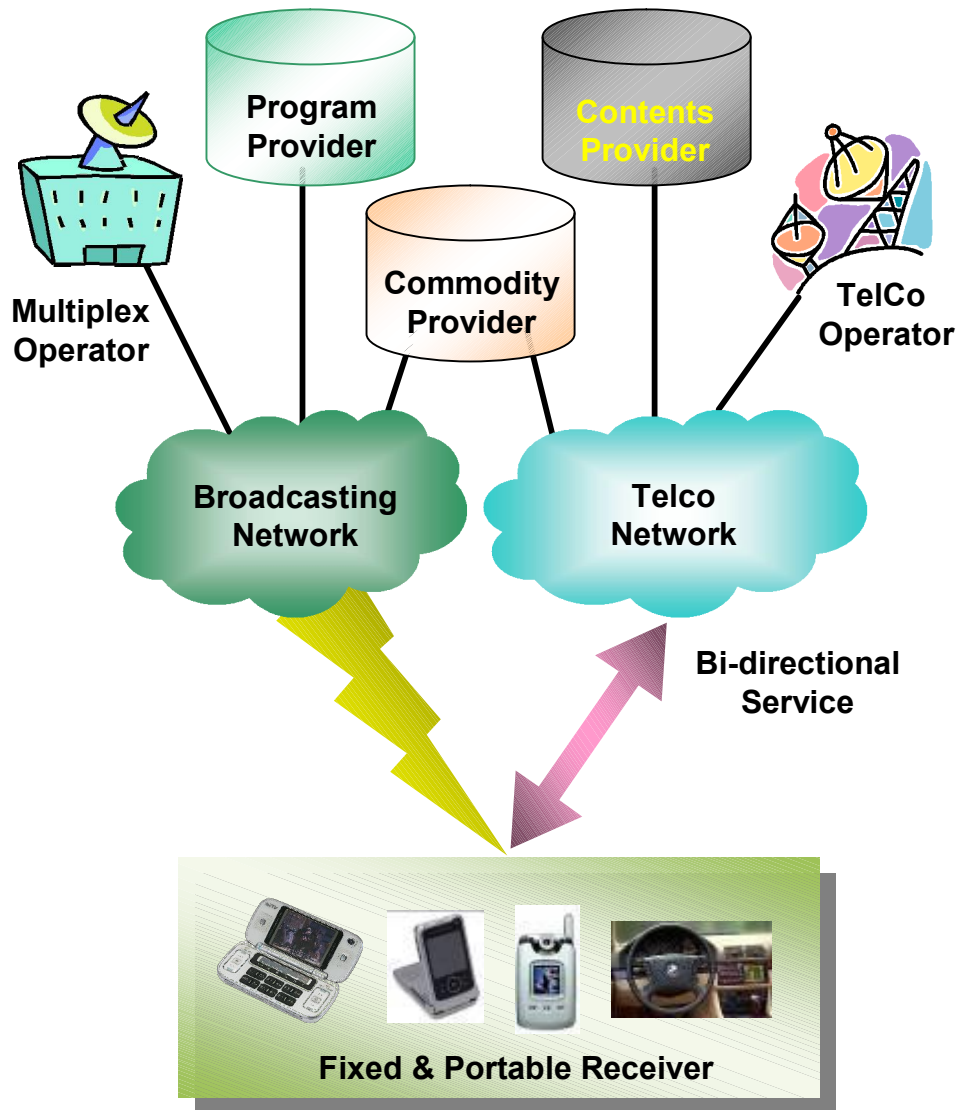 Program
Provider
Contents
Provider
Commodity
Provider
Multiplex
Operator
TelCo
Operator
Broadcasting
Network
Telco
Network
Bi-directional
Service
Fixed & Portable Receiver